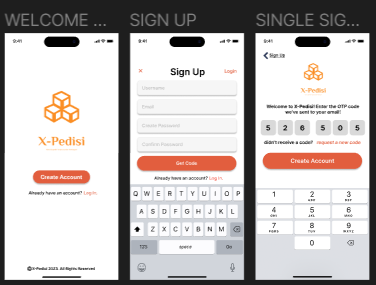 WELCOME ...
9:41
X-Pedisi
Create Account
Already have an account? Log in.
©X-Pedisi 2023. All Rights Reserved
SIGN UP
9:41
×
Sign Up
Login
Username
Email
Create Password
Confirm Password
Get Code
Already have an account? Log in.
Q W E R T Y U I O P
A S D F G H J K L
Z X C V B N M
123
space
Go
SINGLE SIG...
9:41
Sign Up
X-Pedisi
Welcome to X-Pedisi! Enter the OTP code
we've sent to your email!
5 2 6 5 0 5
didn't receive a code? request a new code
Create Account
1 2 3
ABC DEF
4 5 6
GHI JKL MNO
7 8 9
PQRS TUV WXYZ
0